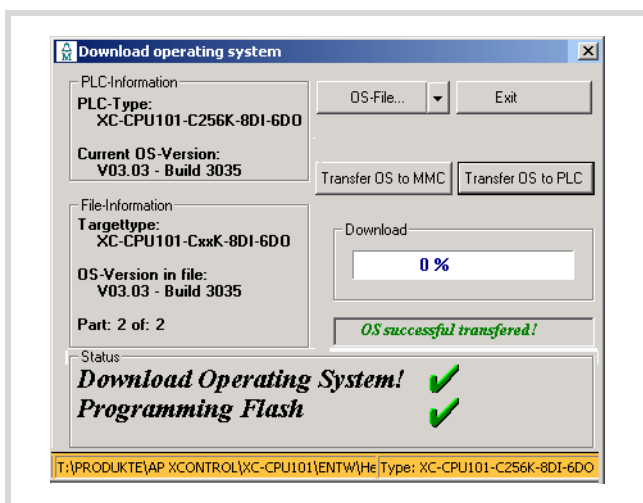 Download operating system
PLC-Information
PLC-Type:
XC-CPU101-C256K-8DI-6DO
Current OS-Version:
V03.03 - Build 3035
OS-File...
Exit
Transfer OS to MMC
Transfer OS to PLC
File-Information
Targettype:
XC-CPU101-CxxK-8DI-6DO
OS-Version in file:
V03.03 - Build 3035
Part: 2 of: 2
Download
0 %
OS successful transfered!
Status
Download Operating System!
Programming Flash
T:\PRODUKTE\AP XCONTROL\XC-CPU101\ENTW\He
Type: XC-CPU101-C256K-8DI-6DO